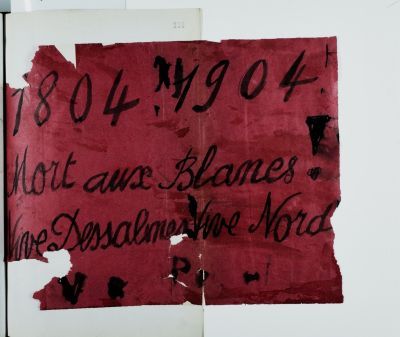 1804 ! 1904 !
Mort aux Blancs.
Vive Dessalines Vive Nord